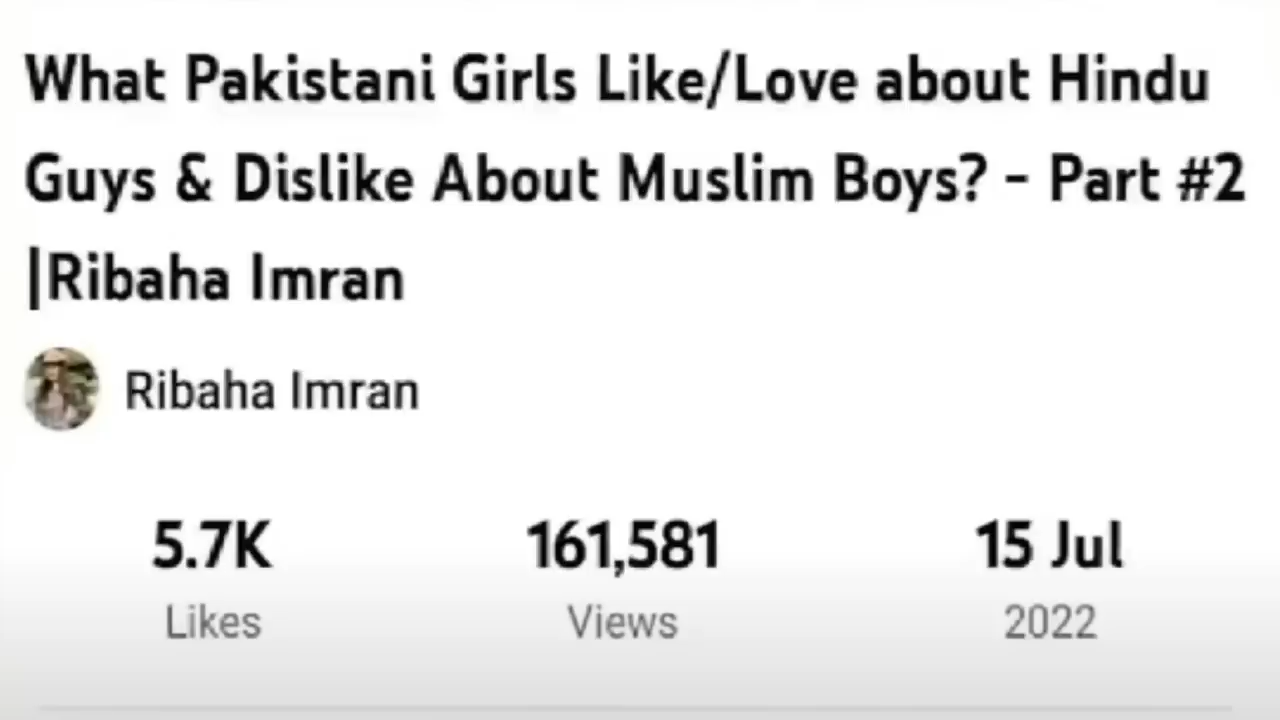 What Pakistani Girls Like/Love about Hindu
Guys & Dislike About Muslim Boys? - Part #2
|Ribaha Imran
Ribaha Imran
5.7K 161,581 15 Jul
Likes Views 2022